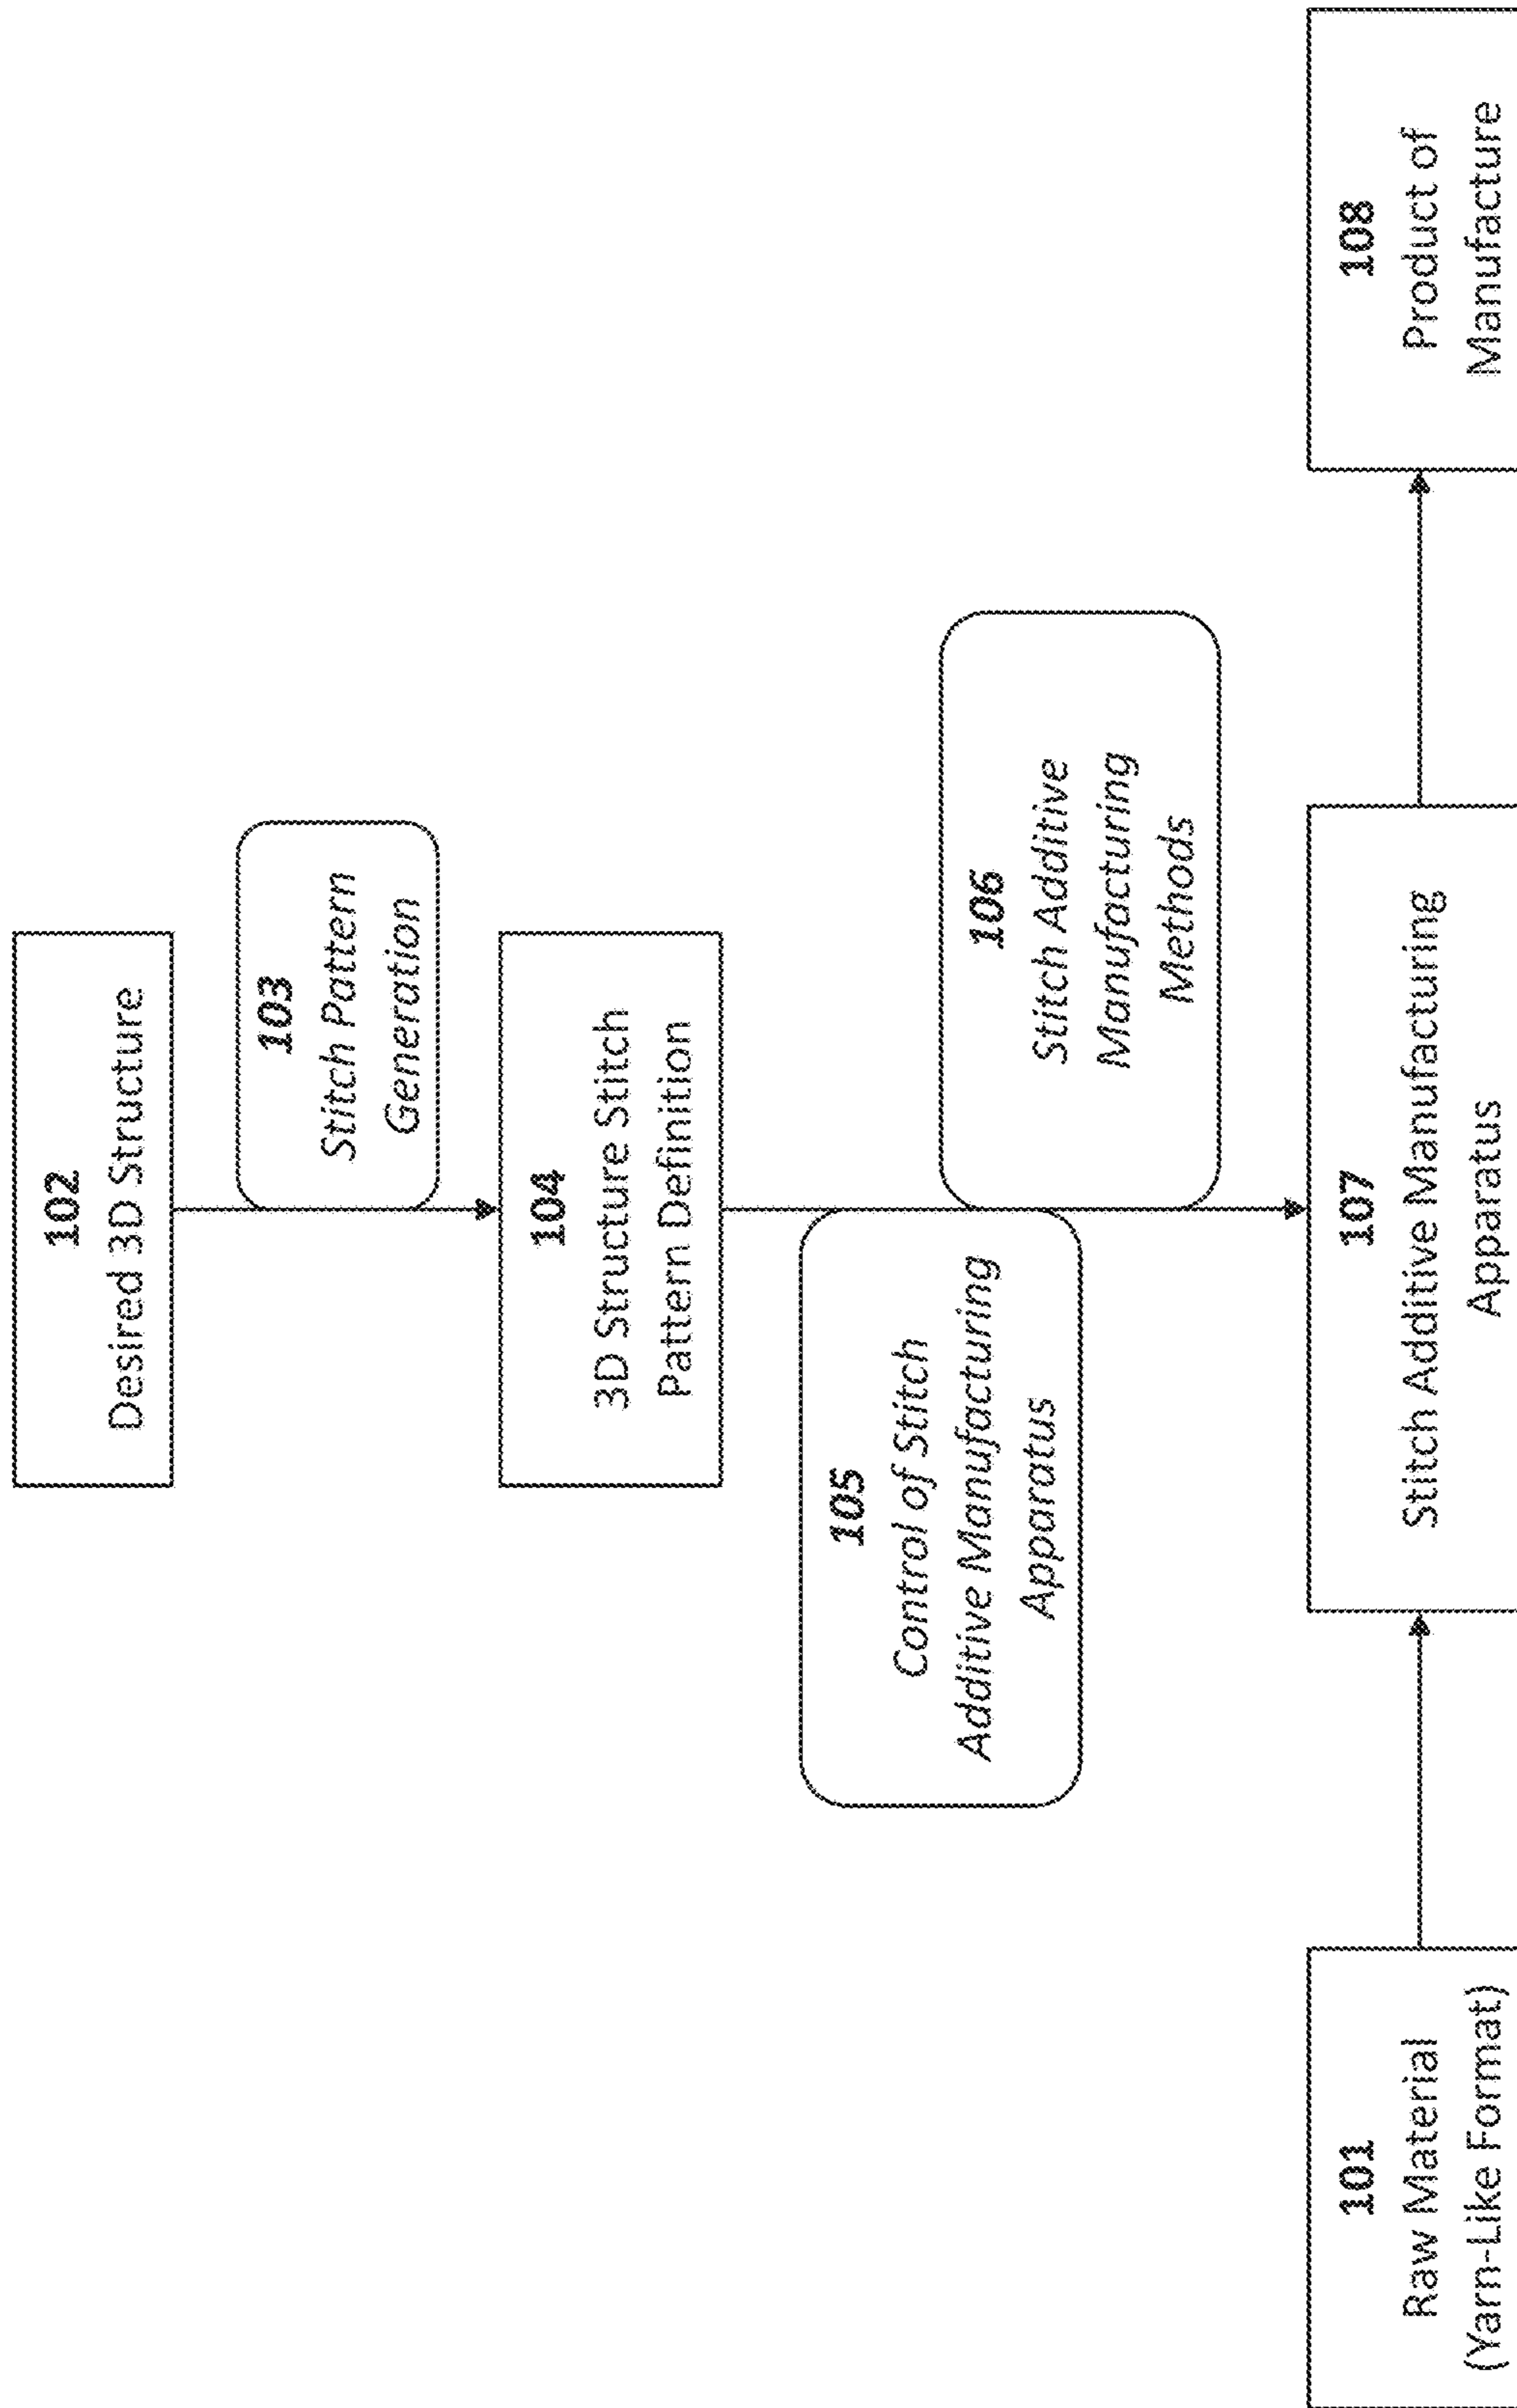 102
Desired 3D Structure
103
Stitch Pattern
Generation
104
3D Structure Stitch
Pattern Definition
105
Control of Stitch
Additive Manufacturing
Apparatus
106
Stitch Additive
Manufacturing
Methods
101
Raw Material
(Yarn-Like Format)
107
Stitch Additive Manufacturing
Apparatus
108
Product of
Manufacture